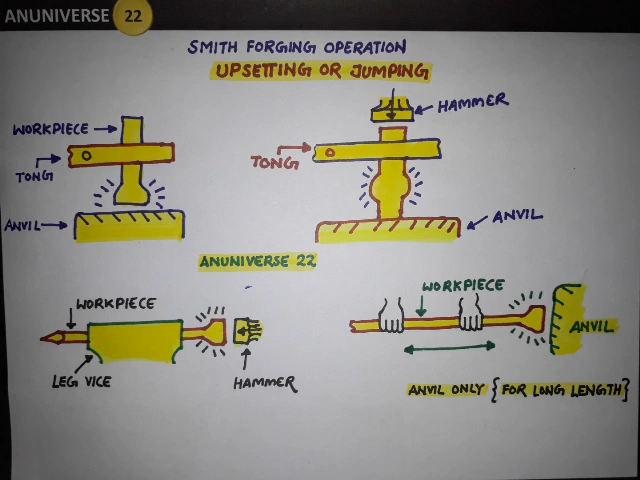 ANUNIVERSE 22
SMITH FORGING OPERATION
UPSETTING OR JUMPING
HAMMER
WORKPIECE
TONG
TONG
ANVIL
ANVIL
ANUNIVERSE 22
WORKPIECE
WORKPIECE
ANVIL
LEG VICE
HAMMER
ANVIL ONLY {FOR LONG LENGTH}